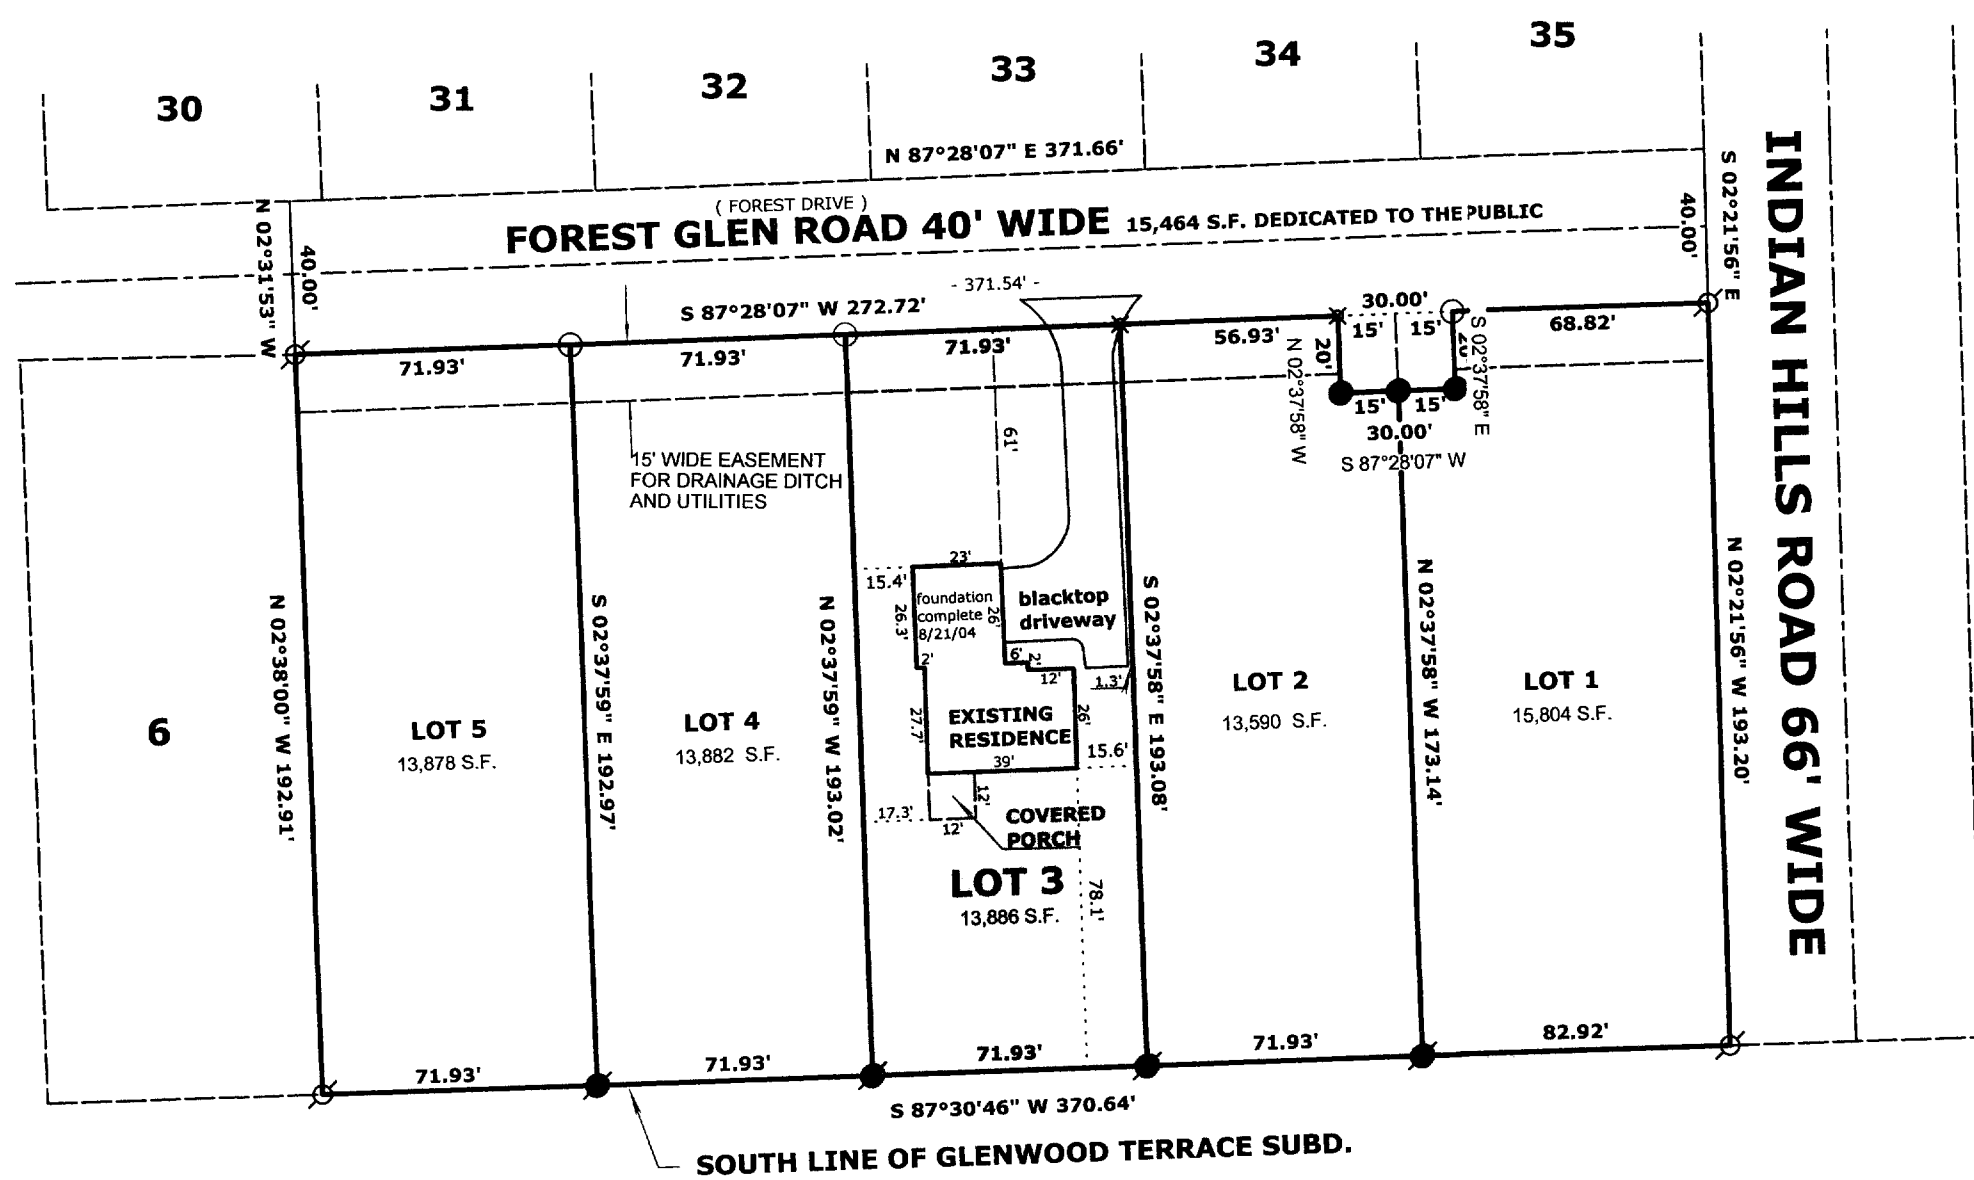 30
31
32
33
34
35
N 87°28'07" E 371.66'
( FOREST DRIVE )
FOREST GLEN ROAD 40' WIDE 15,464 S.F. DEDICATED TO THE PUBLIC
N 02°31'53" W
40.00'
40.00'
S 02°21'56" E
INDIAN HILLS ROAD 66' WIDE
- 371.54' -
S 87°28'07" W 272.72'
71.93'
71.93'
71.93'
56.93'
30.00'
15'
15'
68.82'
20'
N 02°37'58" W
S 02°37'58" E
15'
15'
30.00'
S 87°28'07" W
15' WIDE EASEMENT
FOR DRAINAGE DITCH
AND UTILITIES
61'
23'
15.4'
foundation
complete
8/21/04
26.3'
26'
blacktop
driveway
2'
6'
2'
12'
1.3'
27.7'
EXISTING
RESIDENCE
26'
39'
15.6'
17.3'
12'
12'
COVERED
PORCH
78.1'
6
N 02°38'00" W 192.91'
LOT 5
13,878 S.F.
S 02°37'59" E 192.97'
LOT 4
13,882 S.F.
N 02°37'59" W 193.02'
LOT 3
13,886 S.F.
S 02°37'58" E 193.08'
LOT 2
13,590 S.F.
N 02°37'58" W 173.14'
LOT 1
15,804 S.F.
N 02°21'56" W 193.20'
71.93'
71.93'
71.93'
71.93'
82.92'
S 87°30'46" W 370.64'
SOUTH LINE OF GLENWOOD TERRACE SUBD.